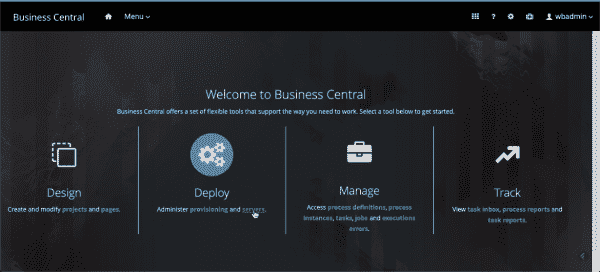 Business Central Menu ? wbadmin
Welcome to Business Central
Business Central offers a set of flexible tools that support the way you need to work. Select a tool below to get started.
Design
Create and modify projects and pages.
Deploy
Administer provisioning and servers.
Manage
Access process definitions, process
instances, tasks, jobs and executions
errors.
Track
View task inbox, process reports and
task reports.